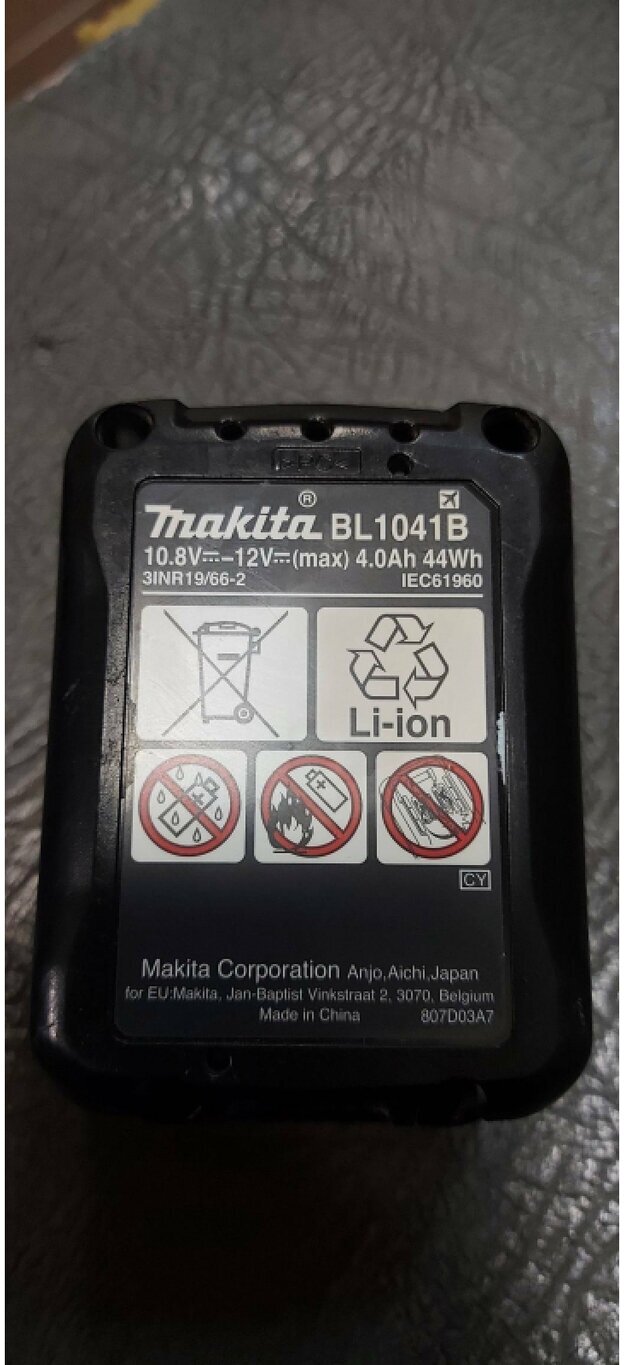 makita® BL1041B
10.8V⎓-12V⎓(max) 4.0Ah 44Wh
3INR19/66-2 IEC61960
Li-ion
CY
Makita Corporation Anjo,Aichi,Japan
for EU:Makita, Jan-Baptist Vinkstraat 2, 3070, Belgium
Made in China 807D03A7